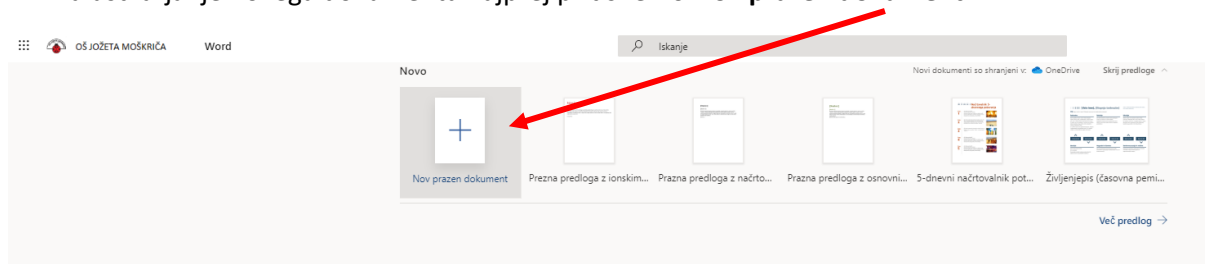 OŠ JOŽETA MOŠKRIČA Word Iskanje
Novo Novi dokumenti so shranjeni v: OneDrive Skrij predloge
Nov prazen dokument Prezna predloga z ionskim... Prazna predloga z načrto... Prazna predloga z osnovni... 5-dnevni načrtovalnik pot... Življenjepis (časovna pemi...
Več predlog →